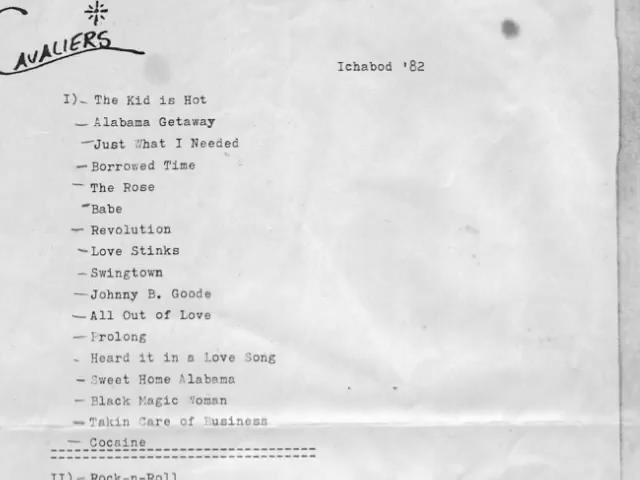 CAVALIERS
Ichabod '82
I)- The Kid is Hot
- Alabama Getaway
- Just What I Needed
- Borrowed Time
- The Rose
- Babe
- Revolution
- Love Stinks
- Swingtown
- Johnny B. Goode
- All Out of Love
- Prolong
- Heard it in a Love Song
- Sweet Home Alabama
- Black Magic Woman
- Takin Care of Business
- Cocaine
II)- Rock-n-Roll